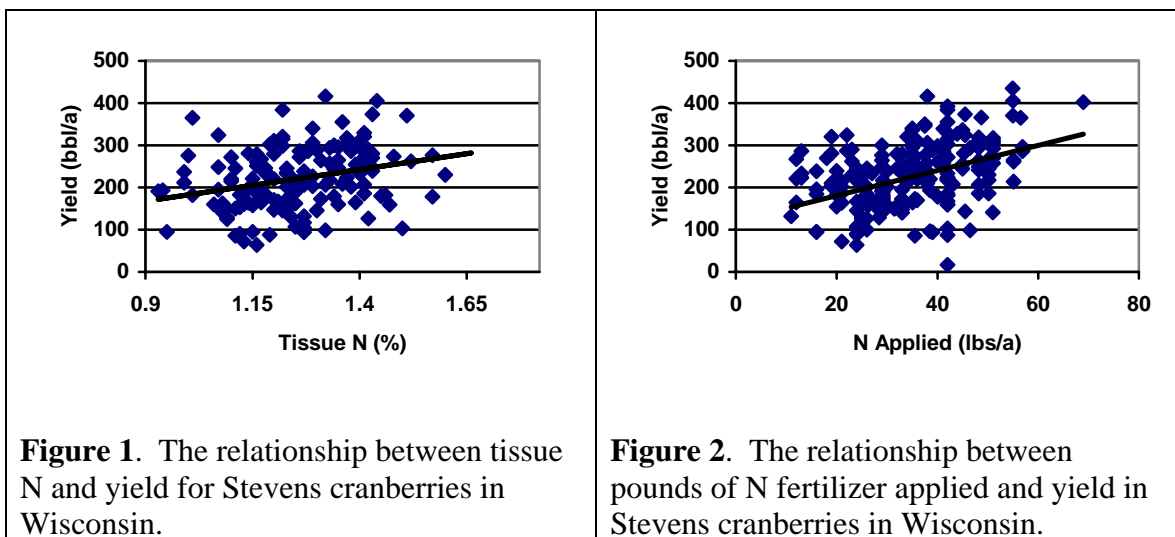 500
400
300
200
100
0
Yield (bbl/a)
0.9 1.15 1.4 1.65
Tissue N (%)
Figure 1. The relationship between tissue
N and yield for Stevens cranberries in
Wisconsin.
500
400
300
200
100
0
Yield (bbl/a)
0 20 40 60 80
N Applied (lbs/a)
Figure 2. The relationship between
pounds of N fertilizer applied and yield in
Stevens cranberries in Wisconsin.